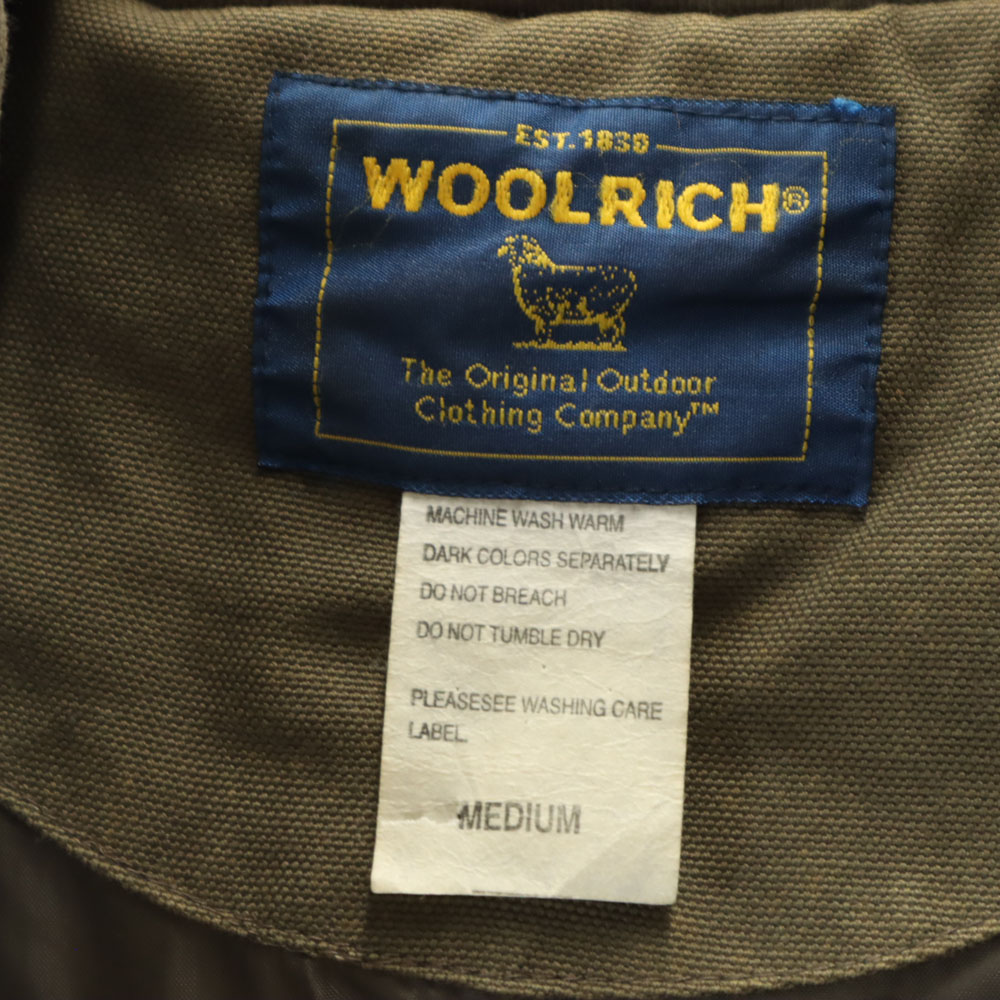 EST.1830
WOOLRICH®
The Original Outdoor
Clothing Company™
MACHINE WASH WARM
DARK COLORS SEPARATELY
DO NOT BREACH
DO NOT TUMBLE DRY
PLEASESEE WASHING CARE
LABEL.
MEDIUM